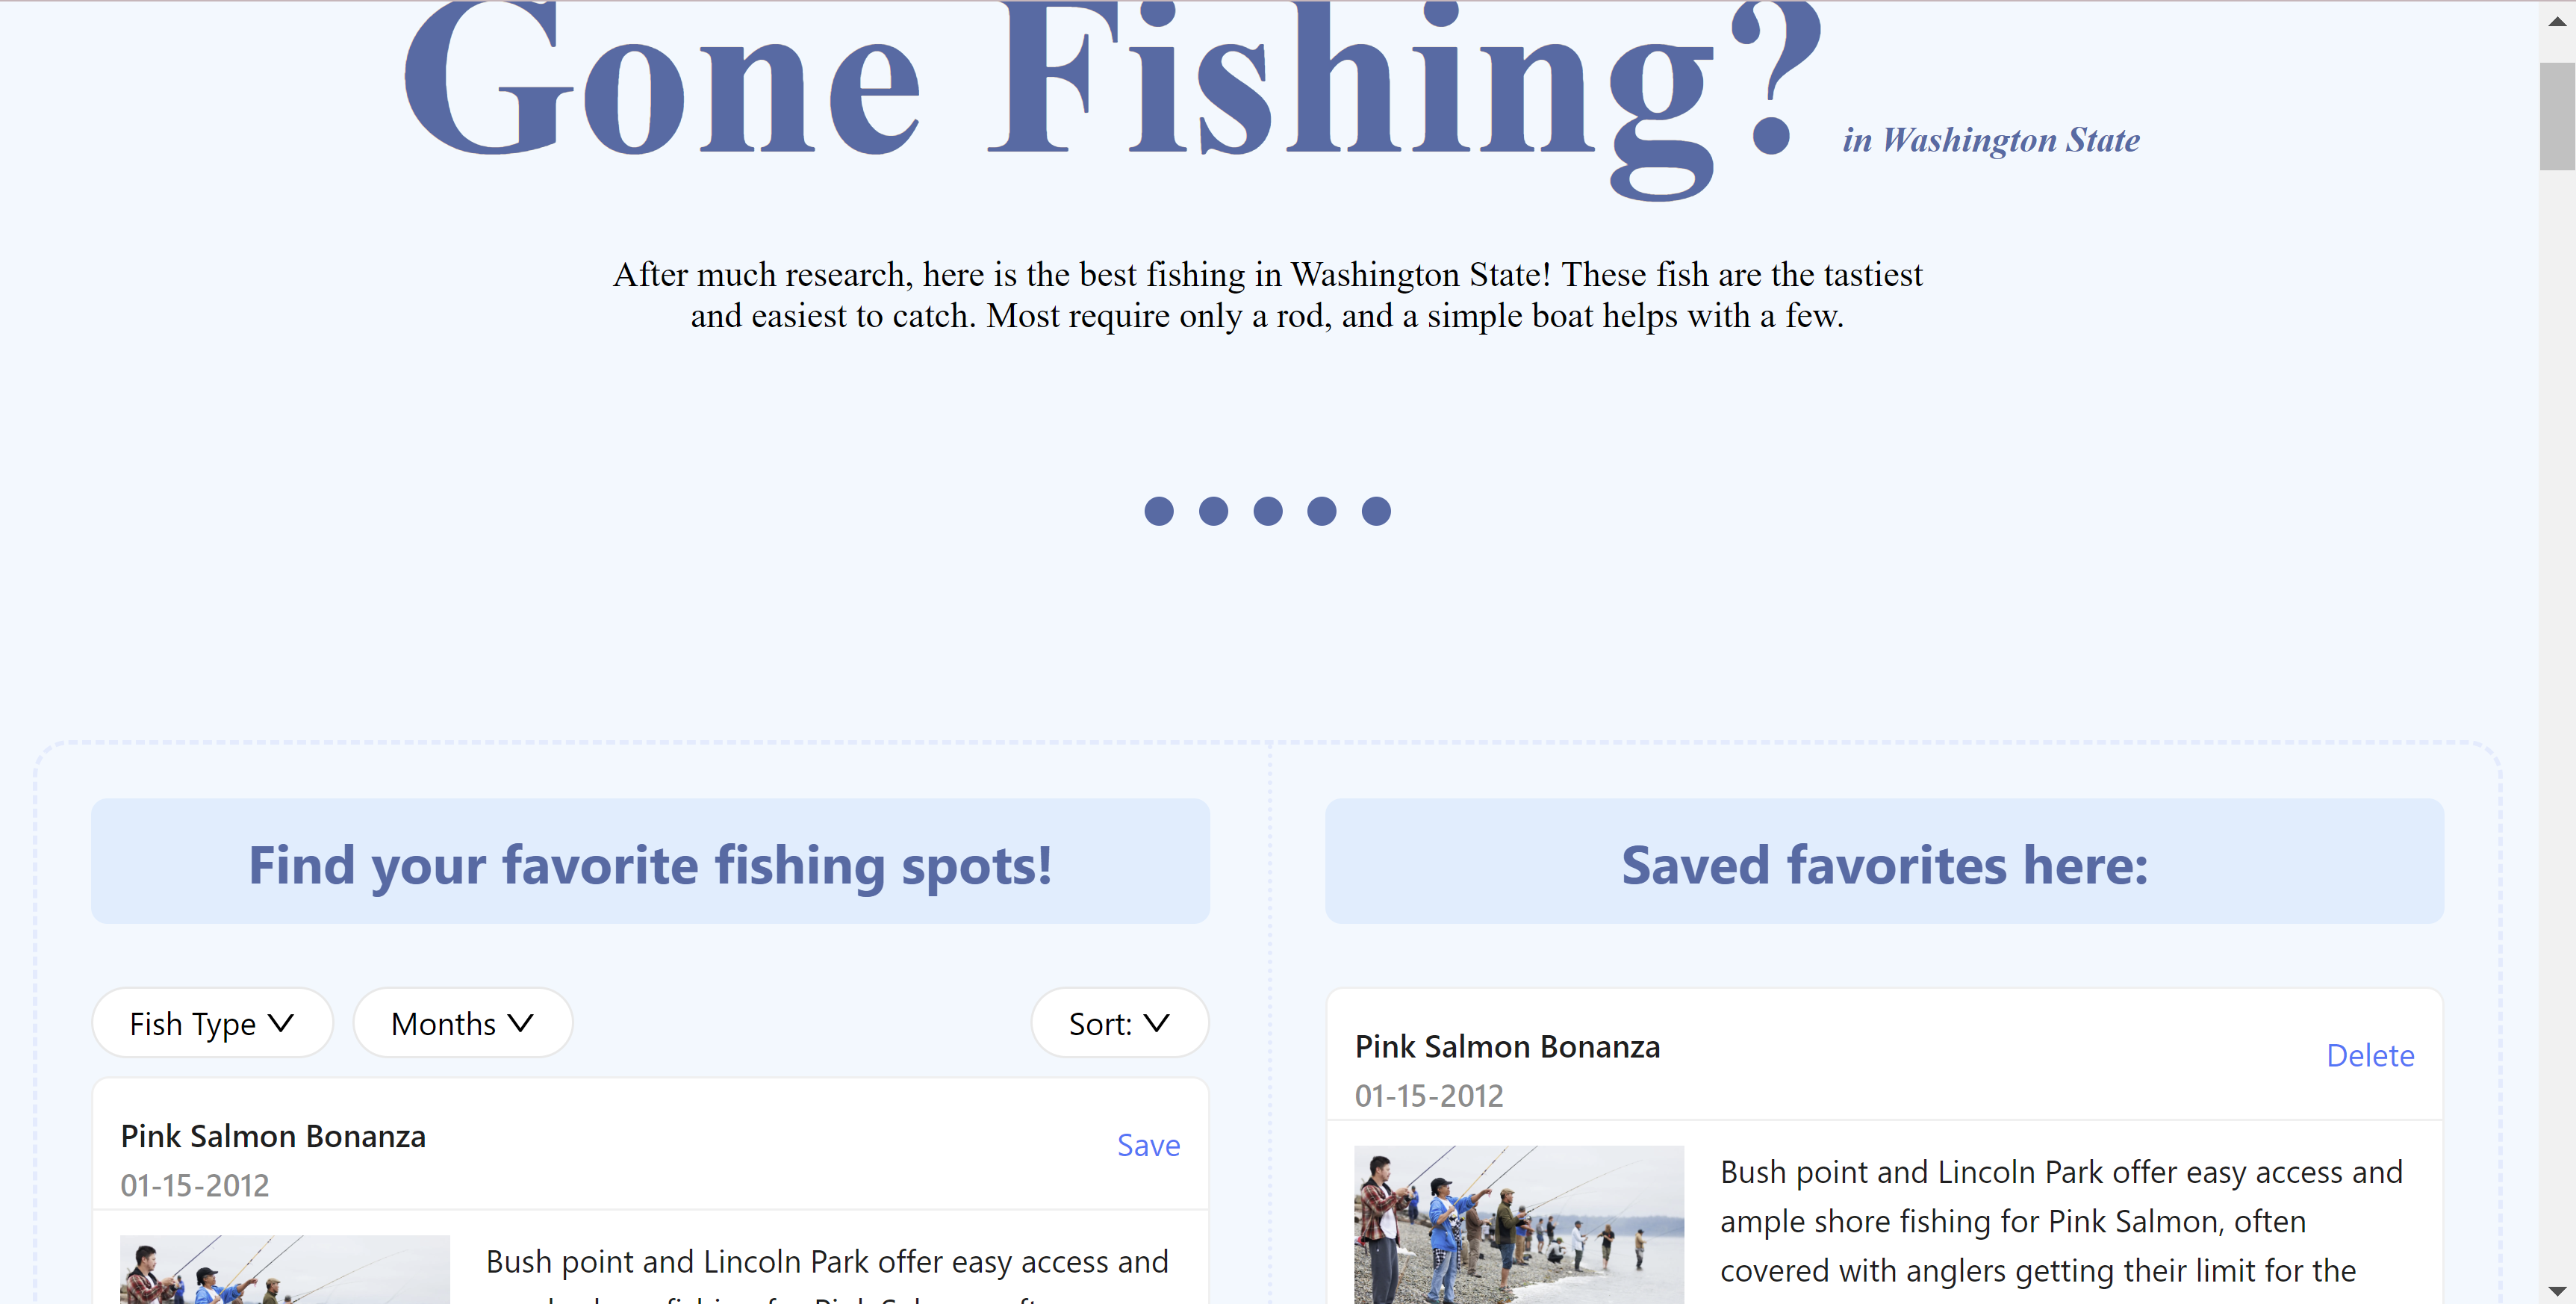 Gone Fishing? in Washington State
After much research, here is the best fishing in Washington State! These fish are the tastiest
and easiest to catch. Most require only a rod, and a simple boat helps with a few.
Find your favorite fishing spots!
Fish Type
Months
Sort:
Pink Salmon Bonanza
Save
01-15-2012
Bush point and Lincoln Park offer easy access and
Saved favorites here:
Pink Salmon Bonanza
Delete
01-15-2012
Bush point and Lincoln Park offer easy access and
ample shore fishing for Pink Salmon, often
covered with anglers getting their limit for the